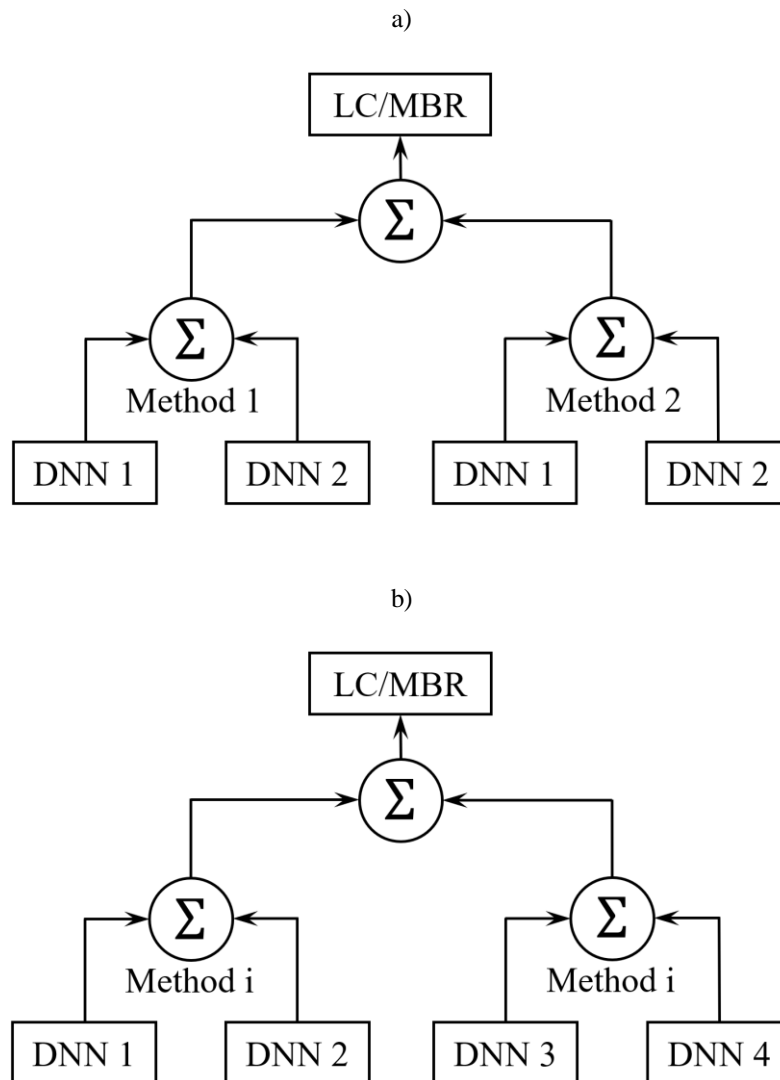 a)
LC/MBR
Σ
Σ
Σ
Method 1
Method 2
DNN 1
DNN 2
DNN 1
DNN 2
b)
LC/MBR
Σ
Σ
Σ
Method i
Method i
DNN 1
DNN 2
DNN 3
DNN 4